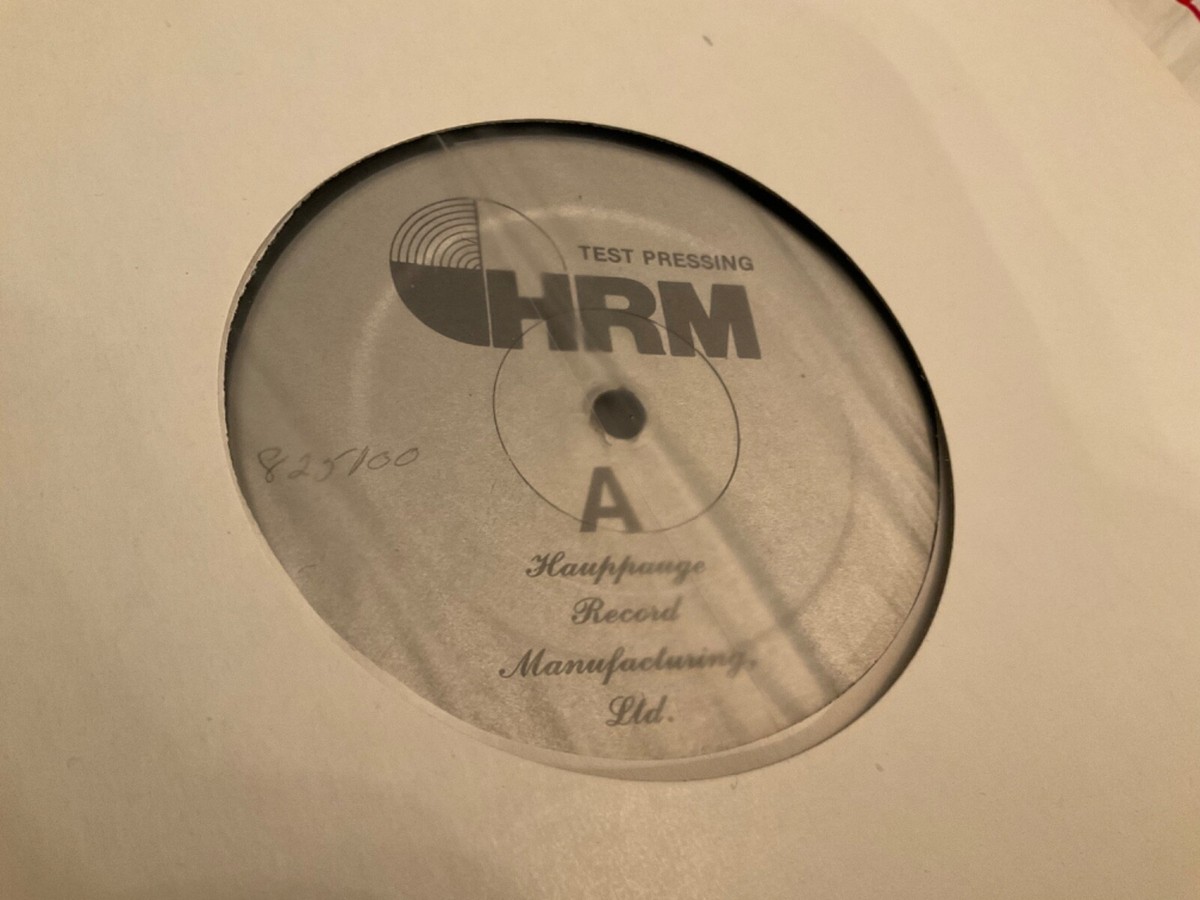 TEST PRESSING
HRM
825100
A
Hauppauge
Record
Manufacturing,
Ltd.